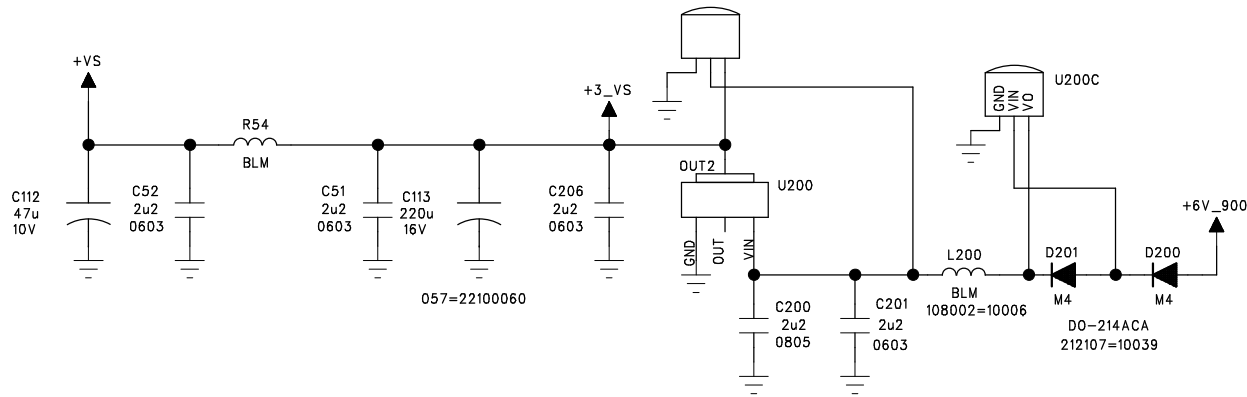 +VS
R54
BLM
C112
47u
10V
C52
2u2
0603
C51
2u2
0603
C113
220u
16V
057=22100060
+3_VS
C206
2u2
0603
OUT2
U200
GND
OUT
VIN
C200
2u2
0805
C201
2u2
0603
L200
BLM
108002=10006
GND
VIN
VO
U200C
D201
M4
D200
M4
+6V_900
DO-214ACA
212107=10039